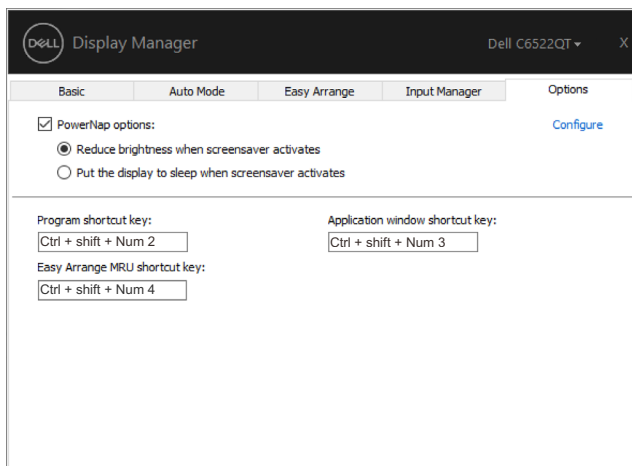 DELL Display Manager Dell C6522QT X
Basic Auto Mode Easy Arrange Input Manager Options
PowerNap options: Configure
Reduce brightness when screensaver activates
Put the display to sleep when screensaver activates
Program shortcut key: Application window shortcut key:
Ctrl + shift + Num 2 Ctrl + shift + Num 3
Easy Arrange MRU shortcut key:
Ctrl + shift + Num 4